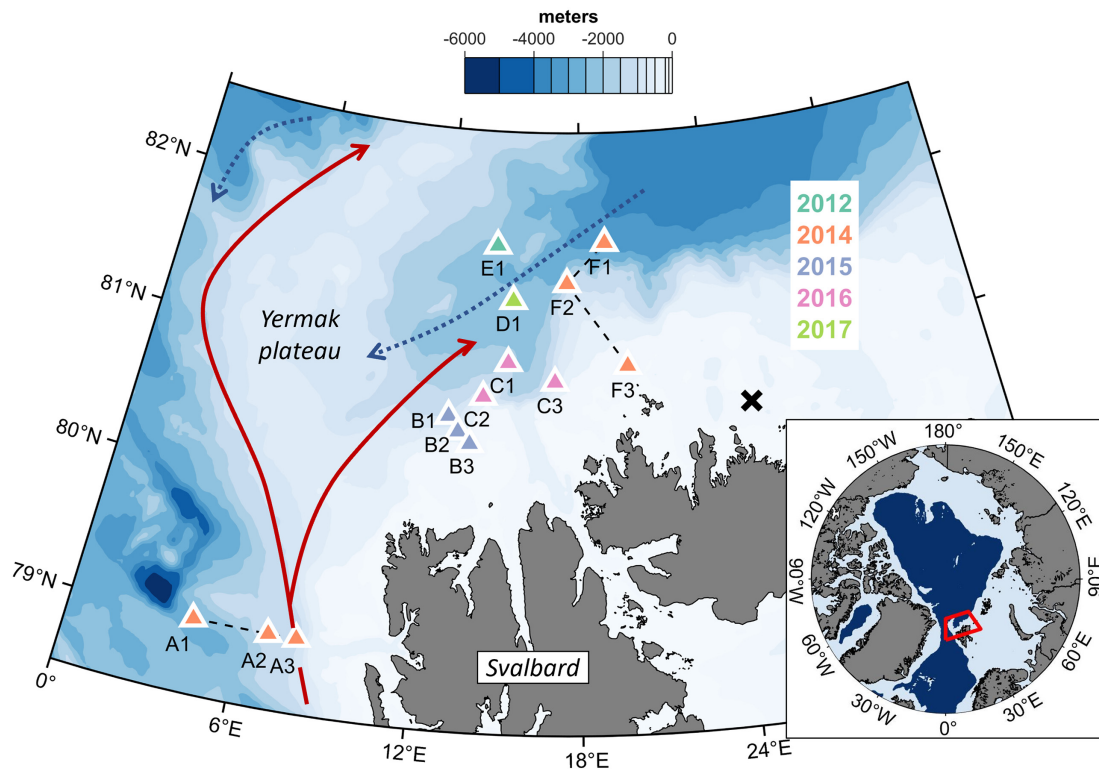 meters
-6000 -4000 -2000 0
82°N
81°N
80°N
79°N
0°
6°E
12°E
18°E
24°E
2012
2014
2015
2016
2017
E1
F1
F2
D1
Yermak
plateau
C1
F3
C3
C2
B1
B2
B3
A1
A2
A3
Svalbard
180°
150°W
150°E
120°W
120°E
90°W
90°E
60°W
60°E
30°W
30°E
0°